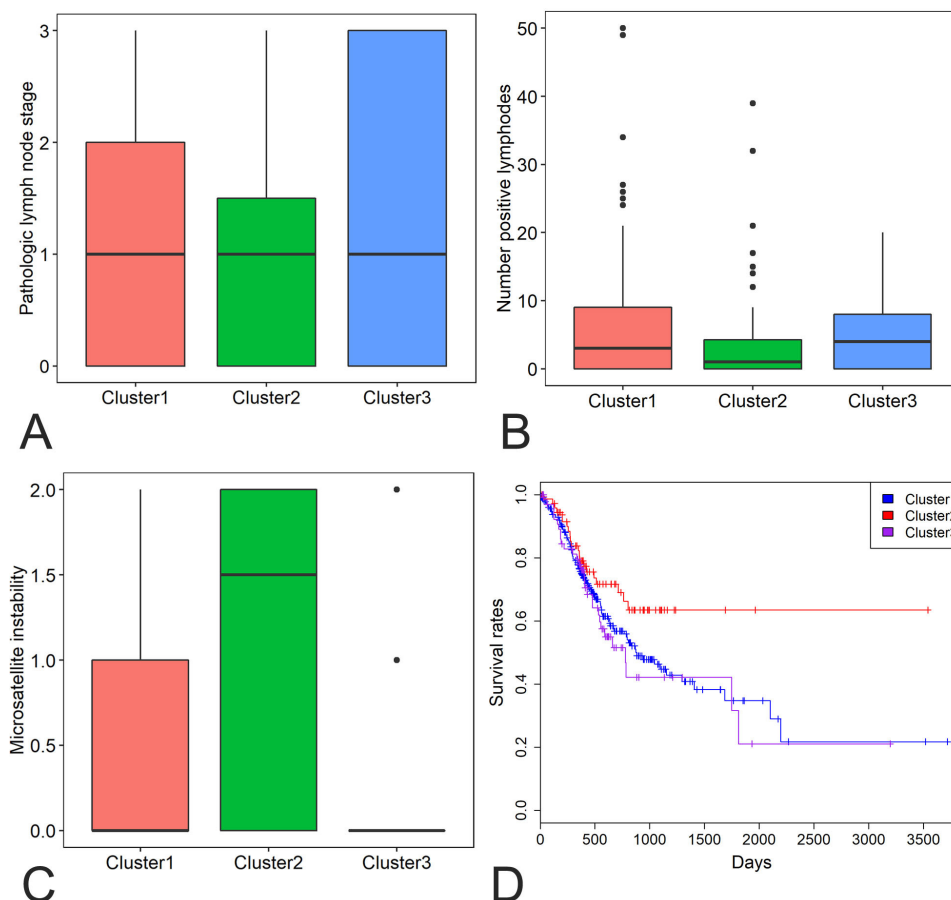 Pathologic lymph node stage
3
2
1
0
Cluster1 Cluster2 Cluster3
A
Number positive lymphodes
50
40
30
20
10
0
Cluster1 Cluster2 Cluster3
B
Microsatellite instability
2.0
1.5
1.0
0.5
0.0
Cluster1 Cluster2 Cluster3
C
Survival rates
1.0
0.8
0.6
0.4
0.2
0.0
Cluster
Cluster2
Cluster3
0 500 1000 1500 2000 2500 3000 3500
Days
D